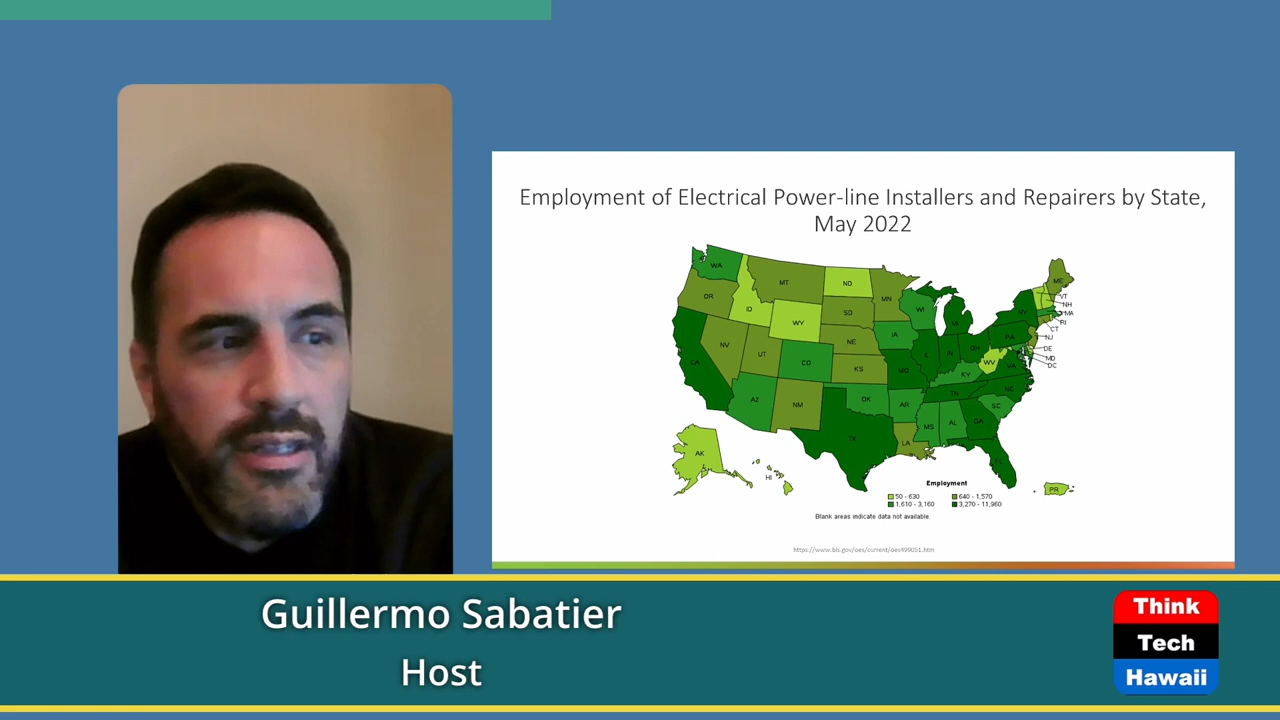 Employment of Electrical Power-line Installers and Repairers by State,
May 2022
WA
MT
ND
MN
ME
OR
ID
WY
SD
WI
MI
NY
VT
NH
MA
RI
CT
NJ
DE
MD
DC
NV
UT
CO
NE
IA
IL
IN
OH
PA
CA
KS
MO
KY
WV
VA
AZ
NM
OK
AR
TN
NC
SC
TX
LA
MS
AL
GA
AK
HI
PR
Employment
50 - 630
640 - 1,570
1,610 - 3,160
3,270 - 11,960
Blank areas indicate data not available.
https://www.bls.gov/oes/current/oes499051.htm
Guillermo Sabatier
Host
Think
Tech
Hawaii